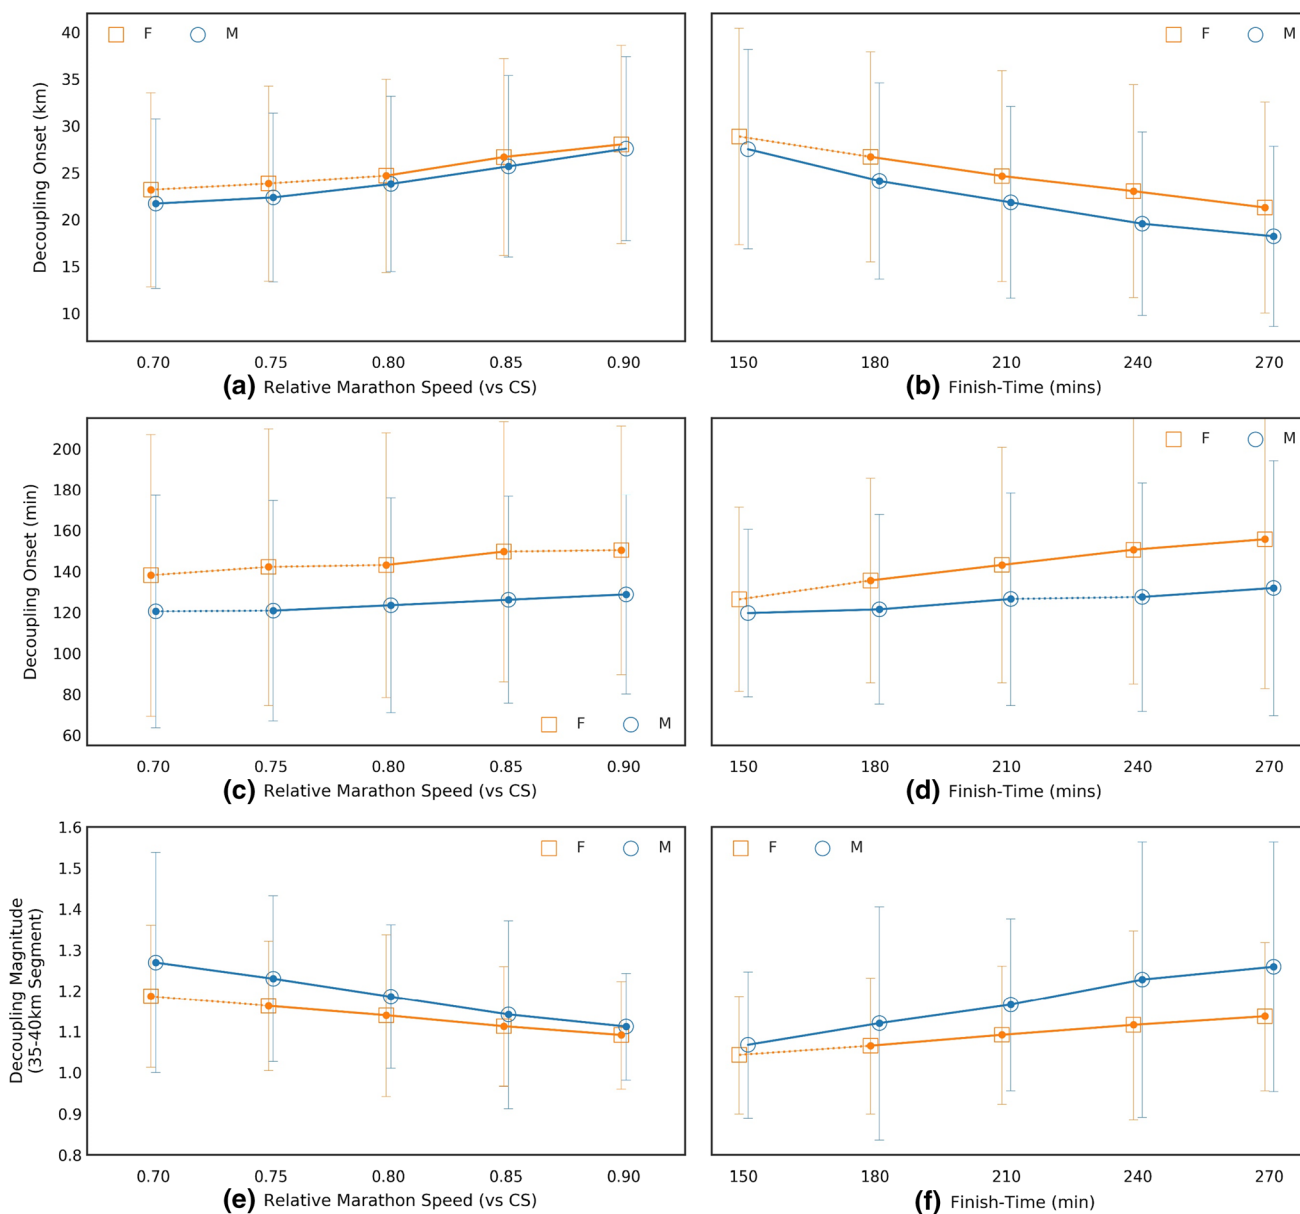 F M
40
35
30
25
20
15
10
Decoupling Onset (km)
0.70 0.75 0.80 0.85 0.90
(a) Relative Marathon Speed (vs CS)
F M
150 180 210 240 270
(b) Finish-Time (mins)
200
180
160
140
120
100
80
60
Decoupling Onset (min)
F M
0.70 0.75 0.80 0.85 0.90
(c) Relative Marathon Speed (vs CS)
F M
150 180 210 240 270
(d) Finish-Time (mins)
1.6
1.5
1.4
1.3
1.2
1.1
1.0
0.9
0.8
Decoupling Magnitude
(35-40km Segment)
F M
0.70 0.75 0.80 0.85 0.90
(e) Relative Marathon Speed (vs CS)
F M
150 180 210 240 270
(f) Finish-Time (min)